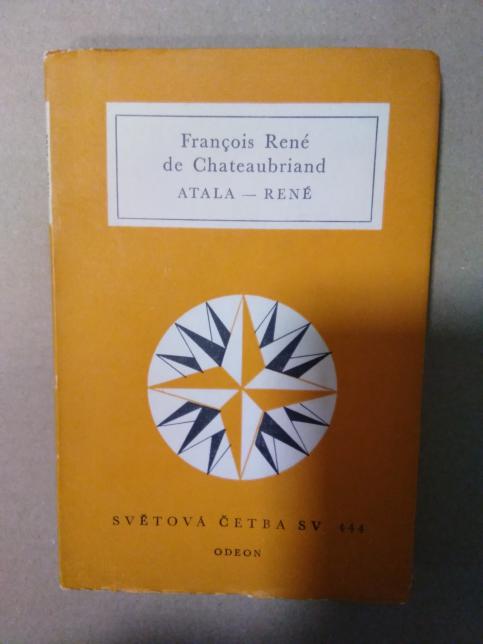 François René
de Chateaubriand
ATALA — RENÉ
SVĚTOVÁ ČETBA SV. 444
ODEON